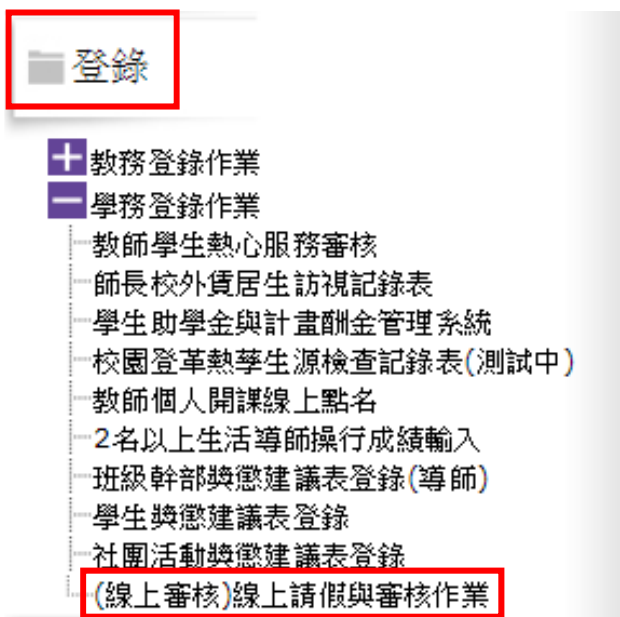 登錄
教務登錄作業
學務登錄作業
教師學生熱心服務審核
師長校外賃居生訪視記錄表
學生助學金與計畫酬金管理系統
校園登革熱孳生源檢查記錄表(測試中)
教師個人開課線上點名
2名以上生活導師操行成績輸入
班級幹部獎懲建議表登錄(導師)
學生獎懲建議表登錄
社團活動獎懲建議表登錄
(線上審核)線上請假與審核作業